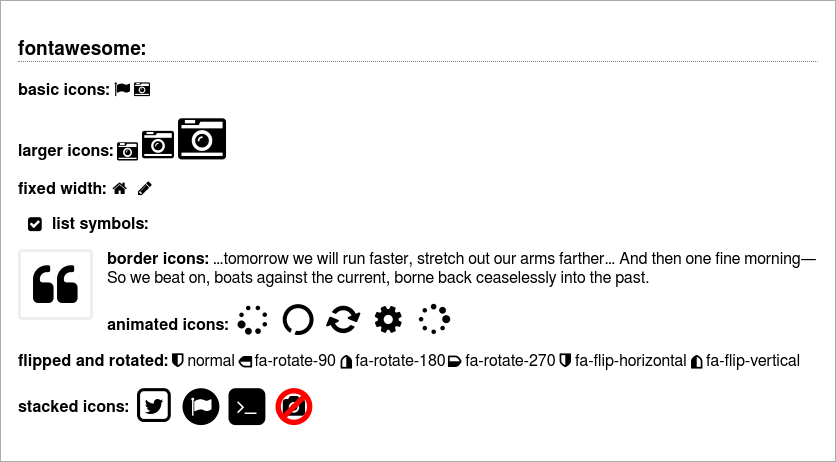 fontawesome:
basic icons:
larger icons:
fixed width:
list symbols:
border icons: ...tomorrow we will run faster, stretch out our arms farther... And then one fine morning—
So we beat on, boats against the current, borne back ceaselessly into the past.
animated icons:
flipped and rotated: normal fa-rotate-90 fa-rotate-180 fa-rotate-270 fa-flip-horizontal fa-flip-vertical
stacked icons: